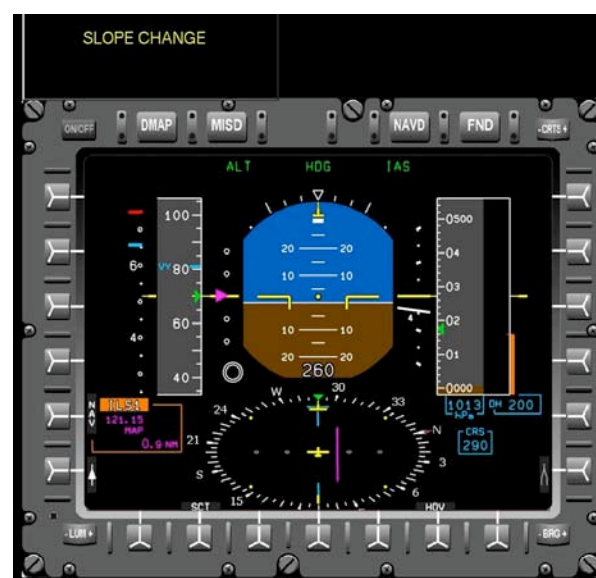 SLOPE CHANGE
ON/OFF DMAP MISD NAVD FND - CRTS +
ALT HDG IAS
100
VY 80
60
40
6
4
20 20
10 10
10 10
20 20
260
4
0500
04
03
02
01
0000
NAV
ILS1
121.15
MAP
0.9 NM
1013 hPa
DH 200
CRS
290
W 30 33 N 3 6
24 21 S 15
SCT HOV
- LUM + - BRG +